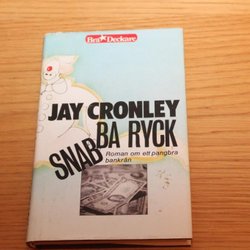 Bra Deckare
JAY CRONLEY
SNABBA RYCK
Roman om ett pangbra
bankrån